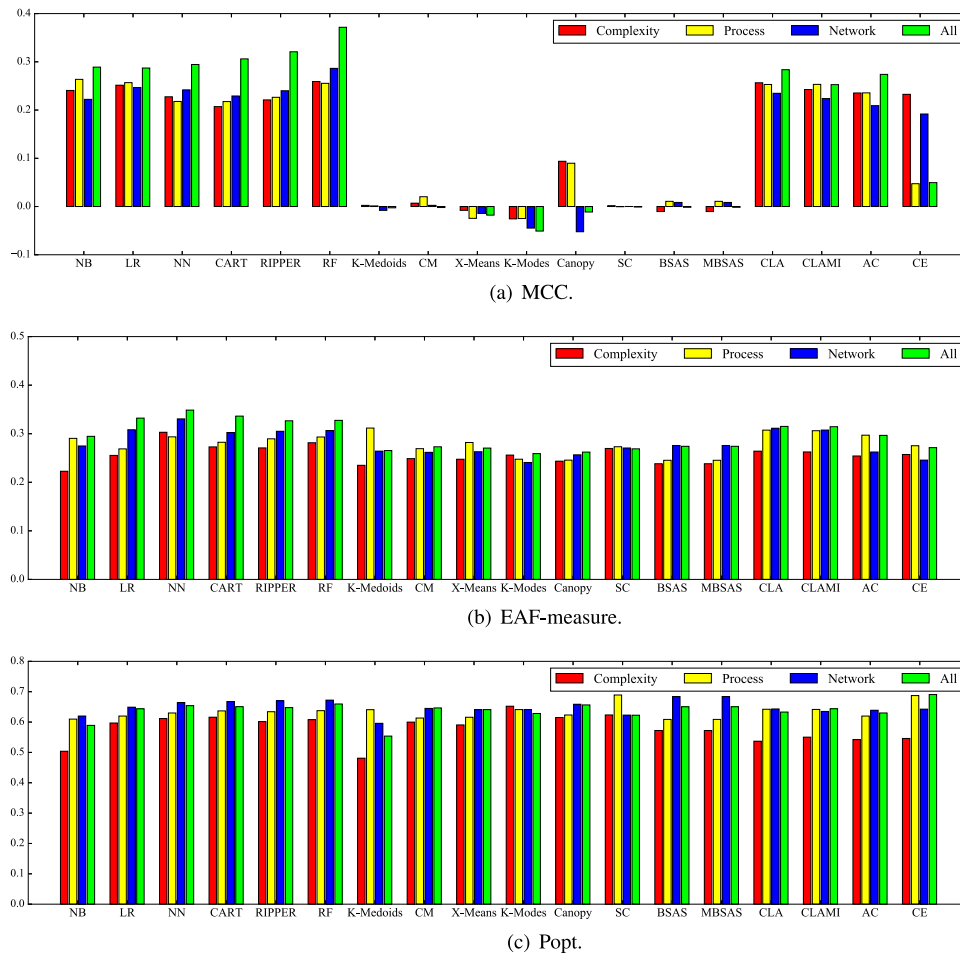 0.4
Complexity Process Network All
0.3
0.2
0.1
0.0
−0.1
NB LR NN CART RIPPER RF K-Medoids CM X-Means K-Modes Canopy SC BSAS MBSAS CLA CLAMI AC CE
(a) MCC.
0.5
Complexity Process Network All
0.4
0.3
0.2
0.1
0.0
NB LR NN CART RIPPER RF K-Medoids CM X-Means K-Modes Canopy SC BSAS MBSAS CLA CLAMI AC CE
(b) EAF-measure.
0.8
Complexity Process Network All
0.7
0.6
0.5
0.4
0.3
0.2
0.1
0.0
NB LR NN CART RIPPER RF K-Medoids CM X-Means K-Modes Canopy SC BSAS MBSAS CLA CLAMI AC CE
(c) Popt.